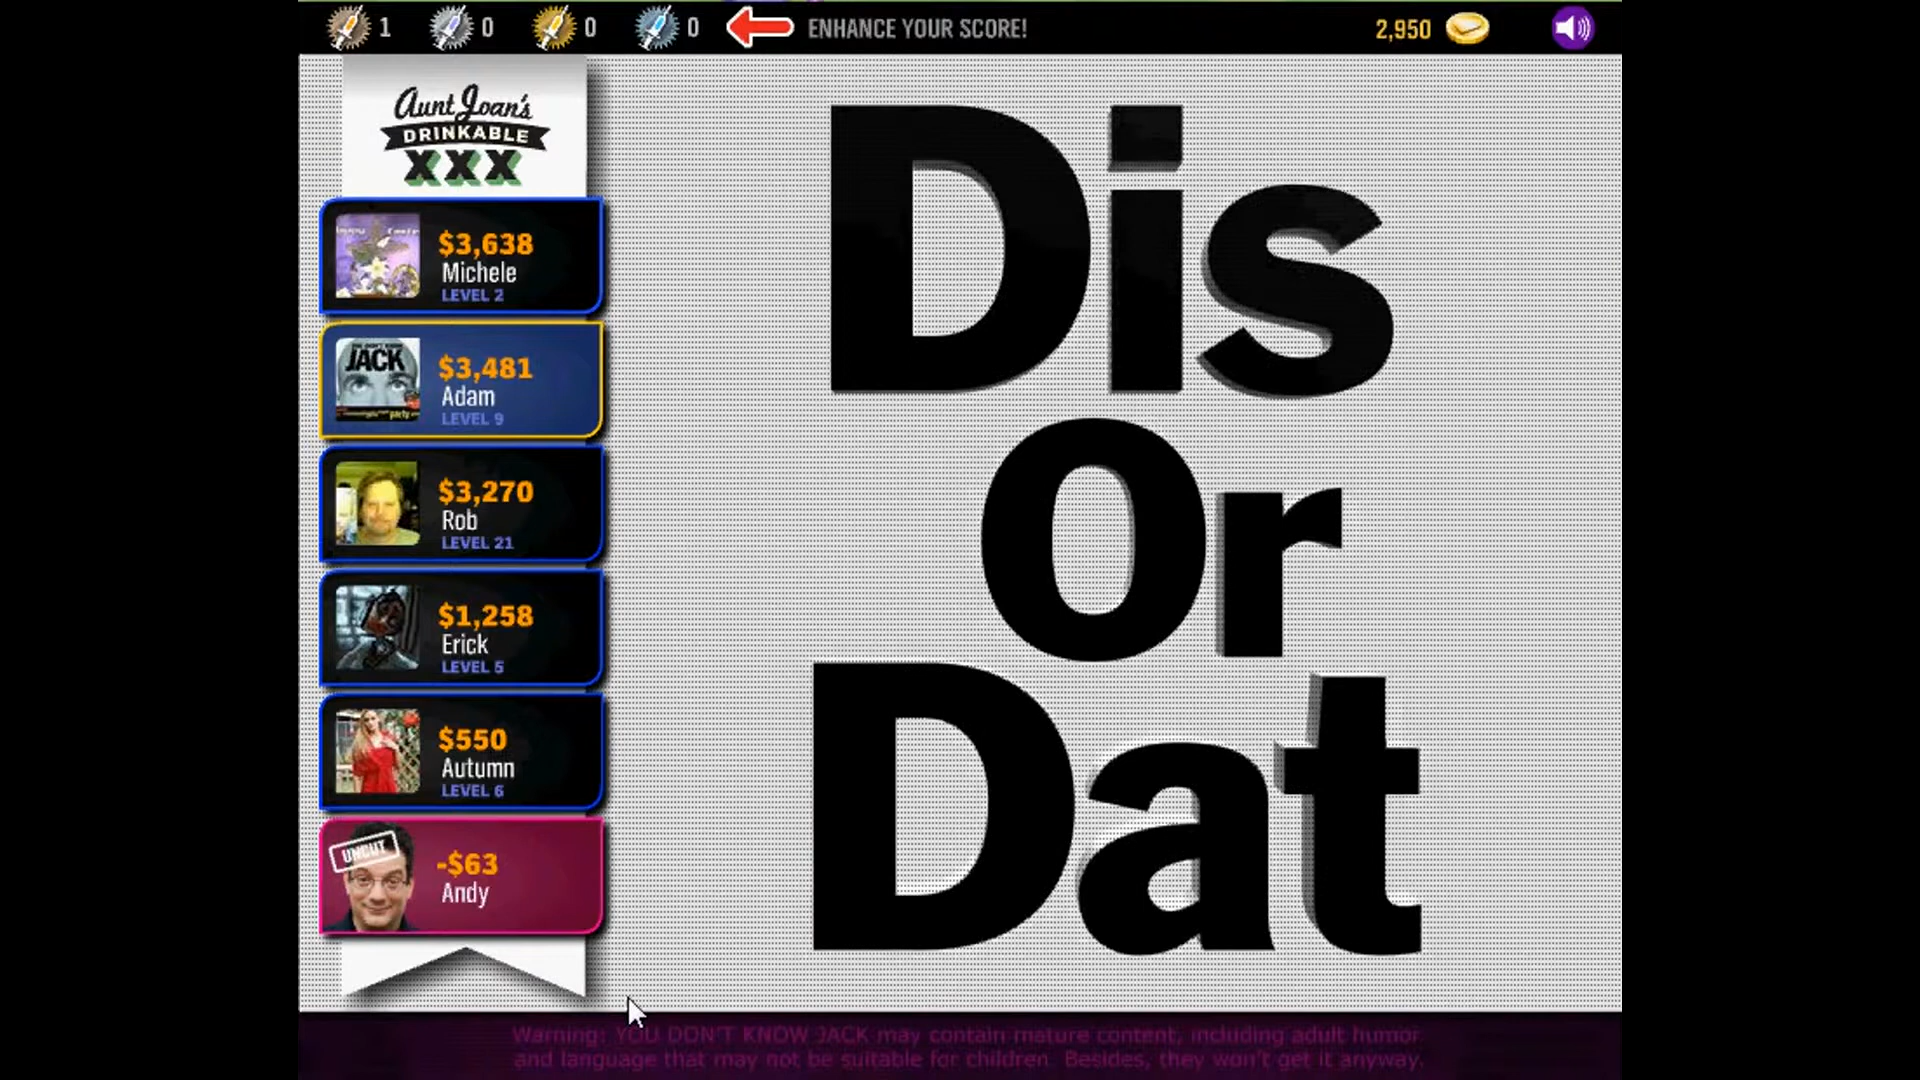 1 0 0 0 ENHANCE YOUR SCORE! 2,950
Aunt Joan's
DRINKABLE
XXX
$3,638
Michele
LEVEL 2
JACK
$3,481
Adam
LEVEL 9
$3,270
Rob
LEVEL 21
$1,258
Erick
LEVEL 5
$550
Autumn
LEVEL 6
UNCUT
-$63
Andy
Dis
Or
Dat
Warning: YOU DON'T KNOW JACK may contain mature content, including adult humor
and language that may not be suitable for children. Besides, they won't get it anyway.